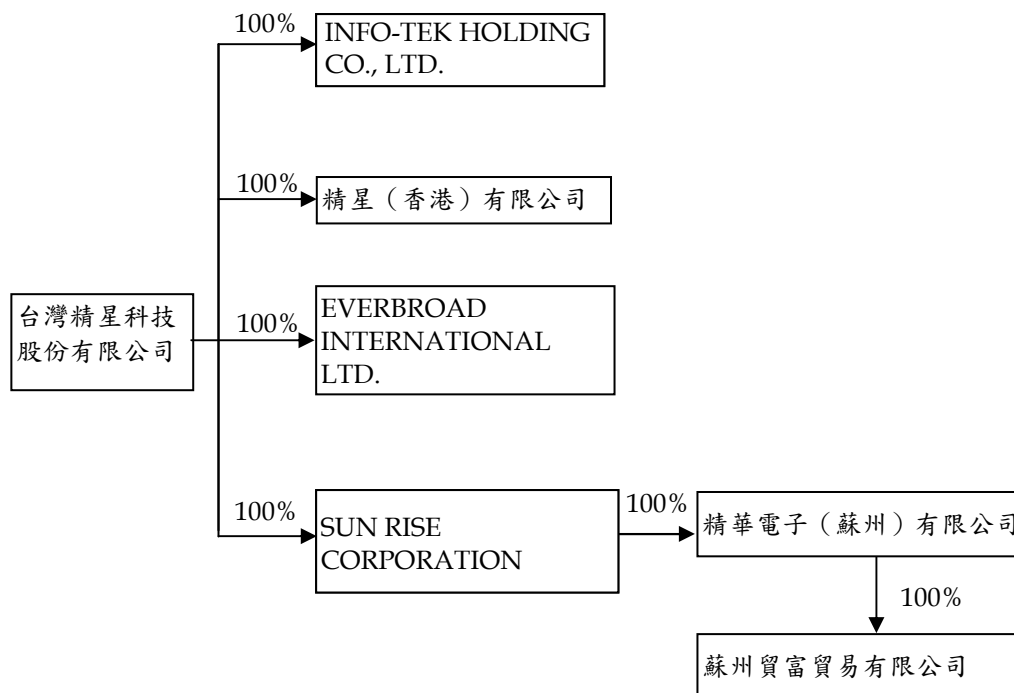 100%
INFO-TEK HOLDING
CO., LTD.
100%
精星（香港）有限公司
台灣精星科技
股份有限公司
100%
EVERBROAD
INTERNATIONAL
LTD.
100%
SUN RISE
CORPORATION
100%
精華電子（蘇州）有限公司
100%
蘇州貿富貿易有限公司